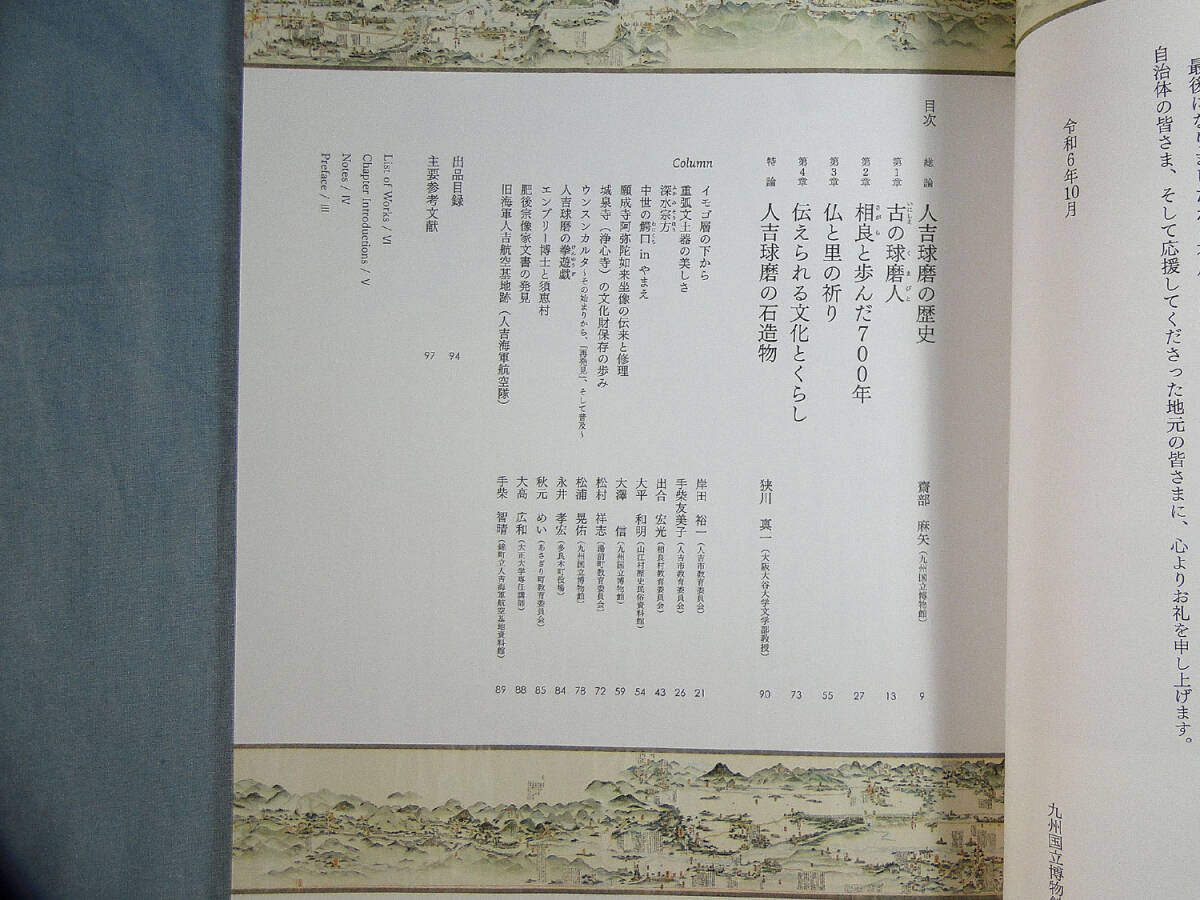 自治体の皆さま、そして応援してくださった地元の皆さまに、心よりお礼を申し上げます。
令和6年10月
九州国立博物館
目次
総論 人吉球磨の歴史 齋部 麻矢(九州国立博物館) 9
第1章 古の球磨人 13
いにしえ くまびと
第2章 相良と歩んだ700年 27
さがら
第3章 仏と里の祈り 55
第4章 伝えられる文化とくらし 73
特論 人吉球磨の石造物 狭川 真一(大阪大谷大学文学部教授) 90
Column
イモゴ層の下から 岸田 裕一(人吉市教育委員会) 21
重弧文土器の美しさ 手柴友美子(人吉市教育委員会) 26
深水宗方 出合 宏光(相良村教育委員会) 43
中世の鰐口 in やまえ 大平 和明(山江村歴史民俗資料館) 54
わにぐち
願成寺阿弥陀如来坐像の伝来と修理 大澤 信(九州国立博物館) 59
城泉寺(浄心寺)の文化財保存の歩み 松村 祥志(湯前町教育委員会) 72
ウンスンカルタ~その始まりから、「再発見」、そして普及~ 松浦 晃佑(九州国立博物館) 78
人吉球磨の拳遊戯 永井 孝宏(多良木町役場) 84
エンブリー博士と須恵村 秋元 めい(あさぎり町教育委員会) 85
肥後宗像家文書の発見 大高 広和(大正大学専任講師) 88
旧海軍人吉航空基地跡(人吉海軍航空隊) 手柴 智晴(錦町立人吉海軍航空基地資料館) 89
出品目録 94
主要参考文献 97
List of Works / VI
Chapter Introductions / V
Notes / IV
Preface / III